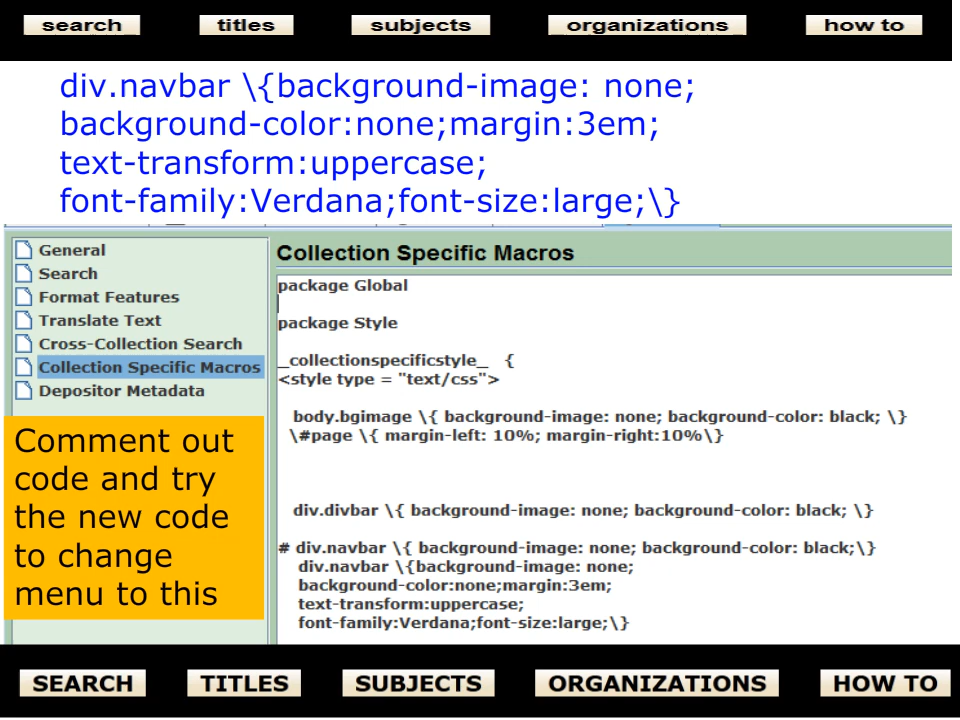 search titles subjects organizations how to
div.navbar \{background-image: none;
background-color:none;margin:3em;
text-transform:uppercase;
font-family:Verdana;font-size:large;\}
General
Search
Format Features
Translate Text
Cross-Collection Search
Collection Specific Macros
Depositor Metadata
Comment out
code and try
the new code
to change
menu to this
Collection Specific Macros
package Global
package Style
_collectionspecificstyle_ {
<style type = "text/css">
body.bgimage \{ background-image: none; background-color: black; \}
\#page \{ margin-left: 10%; margin-right:10%\}
div.divbar \{ background-image: none; background-color: black; \}
# div.navbar \{ background-image: none; background-color: black;\}
div.navbar \{background-image: none;
background-color:none;margin:3em;
text-transform:uppercase;
font-family:Verdana;font-size:large;\}
SEARCH TITLES SUBJECTS ORGANIZATIONS HOW TO